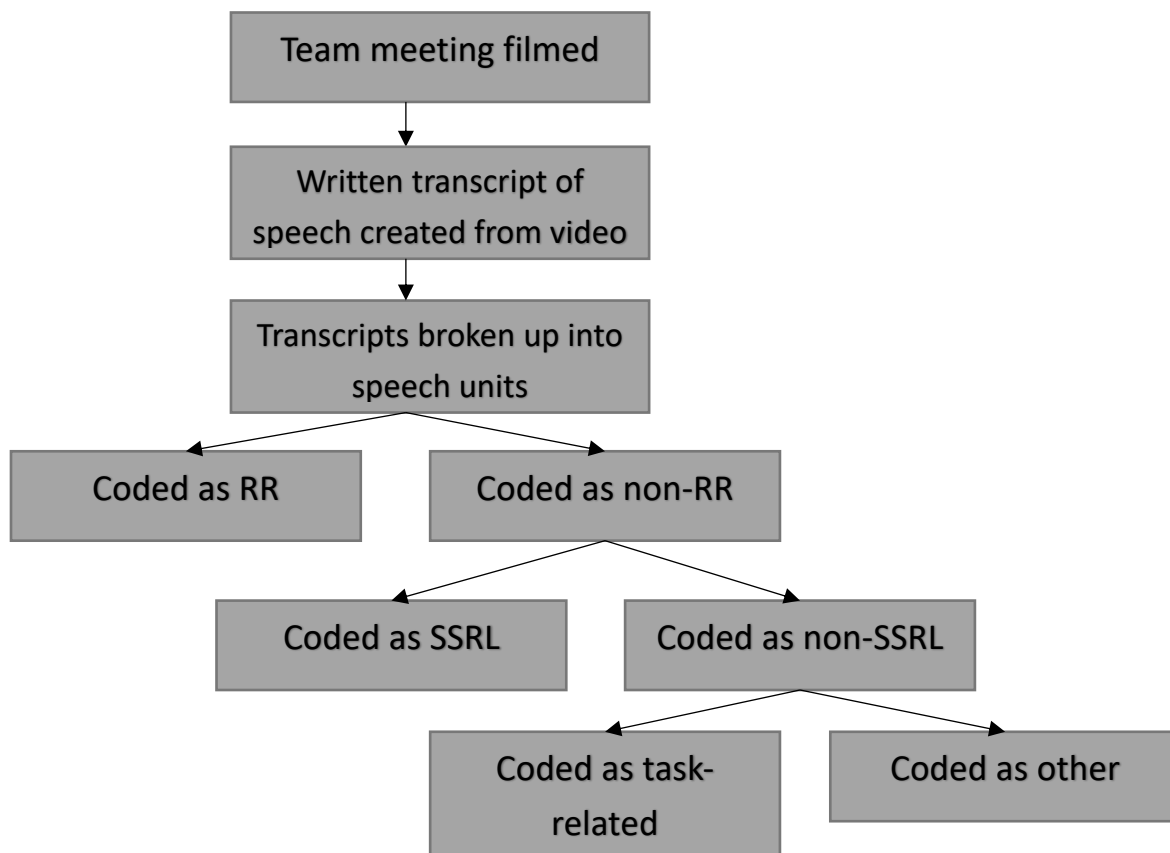 Team meeting filmed
Written transcript of
speech created from video
Transcripts broken up into
speech units
Coded as RR
Coded as non-RR
Coded as SSRL
Coded as non-SSRL
Coded as task-
related
Coded as other